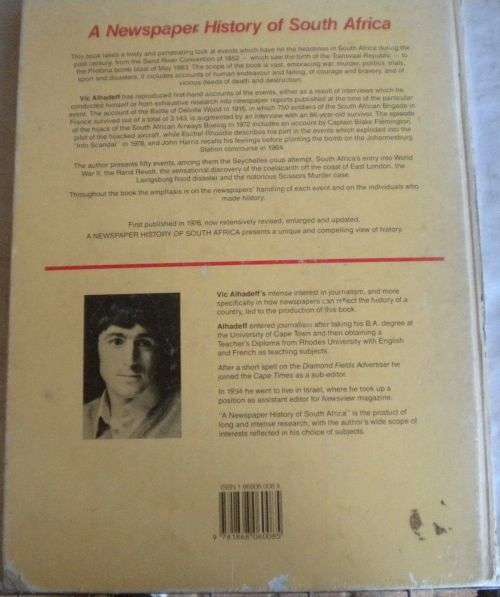 A Newspaper History of South Africa
This book takes a lively and penetrating look at events which have hit the headlines in South Africa during the
past century, from the Sand River Convention of 1852 — which saw the birth of the Transvaal Republic — to
the Pretoria bomb blast of May 1983. The scope of the book is vast, embracing war, murder, politics, trials,
sport and disasters. It includes accounts of human endeavour and failing, of courage and bravery, and of
vicious deeds of death and destruction.
Vic Alhadeff has reproduced first-hand accounts of the events, either as a result of interviews which he
conducted himself or from exhaustive research into newspaper reports published at the time of the particular
event. The account of the Battle of Delville Wood in 1916, in which 750 soldiers of the South African Brigade in
France survived out of a total of 3 143, is augmented by an interview with an 86-year-old survivor. The episode
of the hijack of the South African Airways Boeing in 1972 includes an account by Captain Blake Flemington,
pilot of the hijacked aircraft, while Eschel Rhoodie describes his part in the events which exploded into the
'Info Scandal' in 1978, and John Harris recalls his feelings before planting the bomb on the Johannesburg
Station concourse in 1964.
The author presents fifty events, among them the Seychelles coup attempt, South Africa's entry into World
War II, the Rand Revolt, the sensational discovery of the coelacanth off the coast of East London, the
Laingsburg flood disaster and the notorious Scissors Murder case.
Throughout the book the emphasis is on the newspapers' handling of each event and on the individuals who
made history.
First published in 1976, now extensively revised, enlarged and updated,
A NEWSPAPER HISTORY OF SOUTH AFRICA presents a unique and compelling view of history.
Vic Alhadeff's intense interest in journalism, and more
specifically in how newspapers can reflect the history of a
country, led to the production of this book.
Alhadeff entered journalism after taking his B.A. degree at
the University of Cape Town and then obtaining a
Teacher's Diploma from Rhodes University with English
and French as teaching subjects.
After a short spell on the Diamond Fields Advertiser he
joined the Cape Times as a sub-editor.
In 1984 he went to live in Israel, where he took up a
position as assistant editor for Newsview magazine.
"A Newspaper History of South Africa" is the product of
long and intense research, with the author's wide scope of
interests reflected in his choice of subjects.
ISBN 1 86806 008 X
9 781868 060085